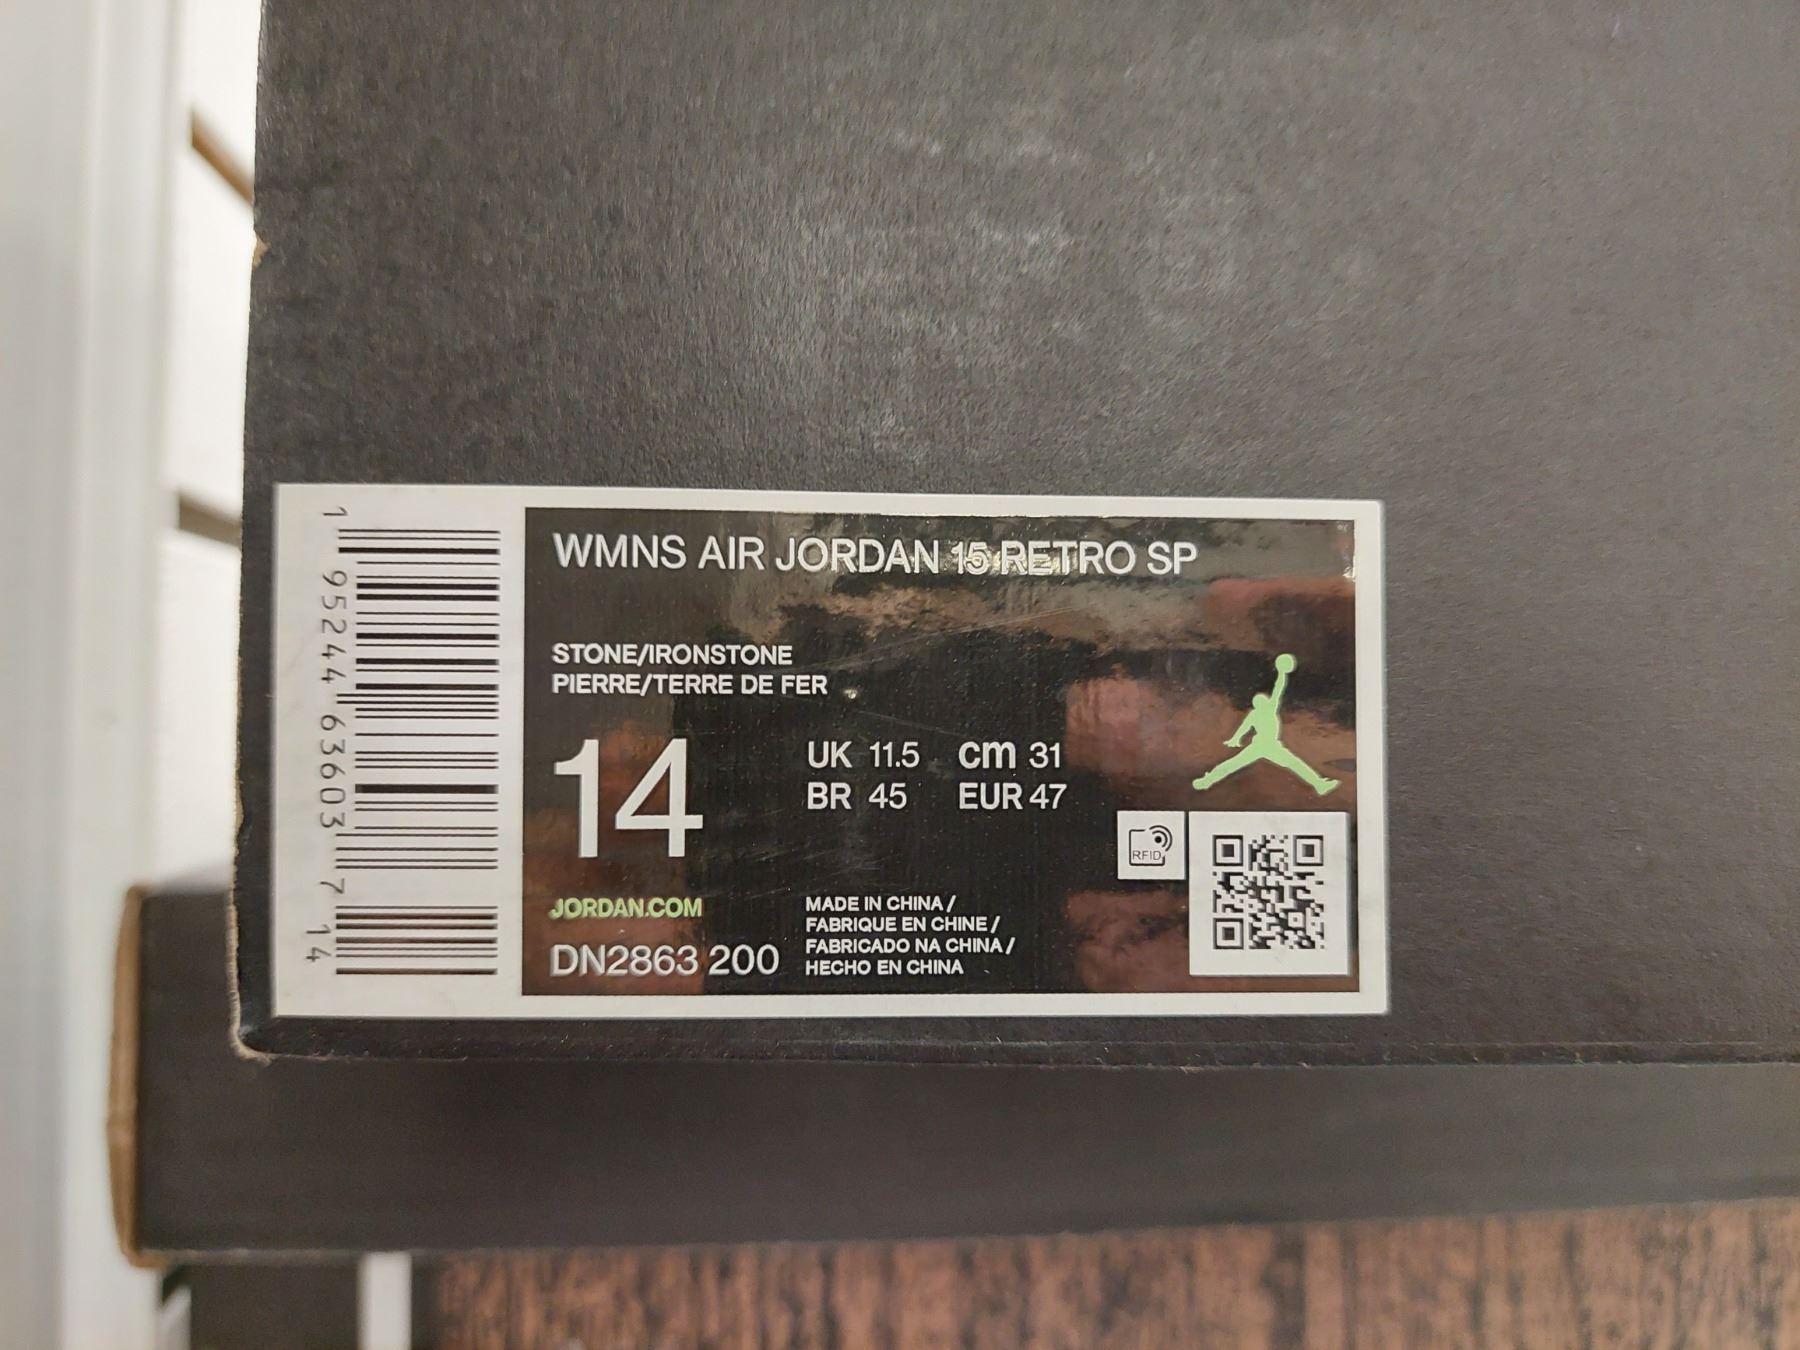 WMNS AIR JORDAN 15 RETRO SP
STONE/IRONSTONE
PIERRE/TERRE DE FER
14
UK 11.5 cm 31
BR 45 EUR 47
RFID
JORDAN.COM
DN2863 200
MADE IN CHINA /
FABRIQUE EN CHINE /
FABRICADO NA CHINA /
HECHO EN CHINA
1 95244 63603 7 14